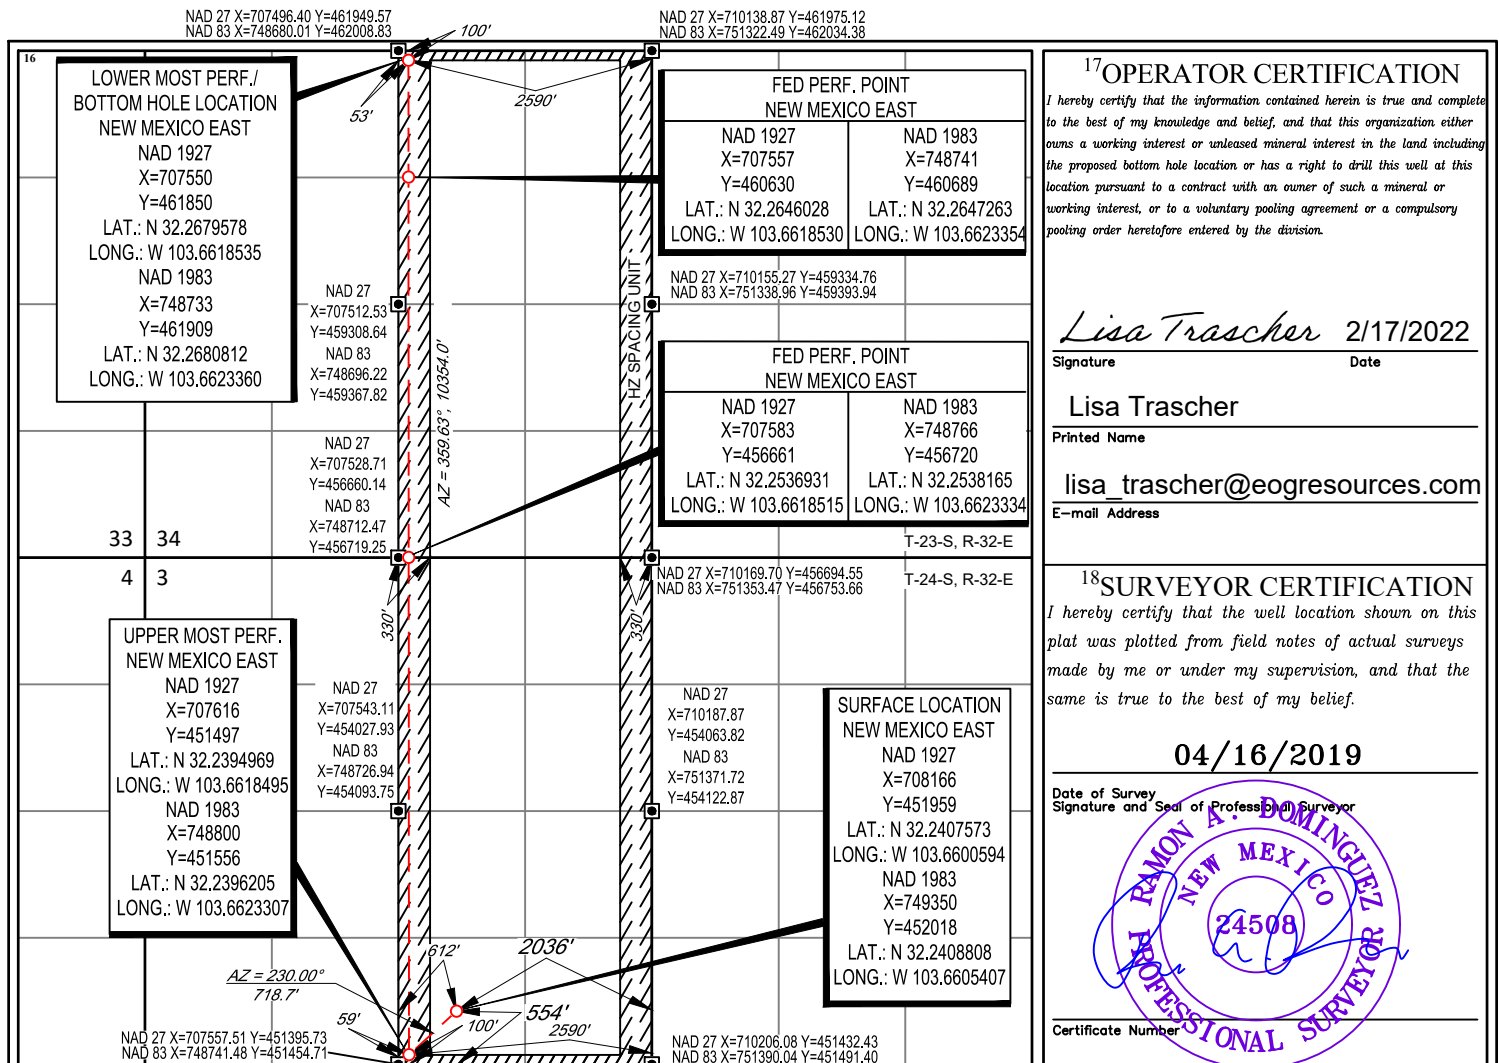 NAD 27 X=707496.40 Y=461949.57
NAD 83 X=748680.01 Y=462008.83
NAD 27 X=710138.87 Y=461975.12
NAD 83 X=751322.49 Y=462034.38
100'
16
LOWER MOST PERF./
BOTTOM HOLE LOCATION
NEW MEXICO EAST
NAD 1927
X=707550
Y=461850
LAT.: N 32.2679578
LONG.: W 103.6618535
NAD 1983
X=748733
Y=461909
LAT.: N 32.2680812
LONG.: W 103.6623360
53'
2590'
FED PERF. POINT
NEW MEXICO EAST
NAD 1927
X=707557
Y=460630
LAT.: N 32.2646028
LONG.: W 103.6618530
NAD 1983
X=748741
Y=460689
LAT.: N 32.2647263
LONG.: W 103.6623354
NAD 27
X=707512.53
Y=459308.64
NAD 83
X=748696.22
Y=459367.82
AZ = 359.63°, 10354.0'
HZ SPACING UNIT
NAD 27 X=710155.27 Y=459334.76
NAD 83 X=751338.96 Y=459393.94
FED PERF. POINT
NEW MEXICO EAST
NAD 1927
X=707583
Y=456661
LAT.: N 32.2536931
LONG.: W 103.6618515
NAD 1983
X=748766
Y=456720
LAT.: N 32.2538165
LONG.: W 103.6623334
NAD 27
X=707528.71
Y=456660.14
NAD 83
X=748712.47
Y=456719.25
33 34
4 3
T-23-S, R-32-E
T-24-S, R-32-E
NAD 27 X=710169.70 Y=456694.55
NAD 83 X=751353.47 Y=456753.66
330'
330'
UPPER MOST PERF.
NEW MEXICO EAST
NAD 1927
X=707616
Y=451497
LAT.: N 32.2394969
LONG.: W 103.6618495
NAD 1983
X=748800
Y=451556
LAT.: N 32.2396205
LONG.: W 103.6623307
NAD 27
X=707543.11
Y=454027.93
NAD 83
X=748726.94
Y=454093.75
NAD 27
X=710187.87
Y=454063.82
NAD 83
X=751371.72
Y=454122.87
SURFACE LOCATION
NEW MEXICO EAST
NAD 1927
X=708166
Y=451959
LAT.: N 32.2407573
LONG.: W 103.6600594
NAD 1983
X=749350
Y=452018
LAT.: N 32.2408808
LONG.: W 103.6605407
612'
2036'
AZ = 230.00°
718.7'
59'
100'
554'
2590'
NAD 27 X=707557.51 Y=451395.73
NAD 83 X=748741.48 Y=451454.71
NAD 27 X=710206.08 Y=451432.43
NAD 83 X=751390.04 Y=451491.40
17 OPERATOR CERTIFICATION
I hereby certify that the information contained herein is true and complete
to the best of my knowledge and belief, and that this organization either
owns a working interest or unleased mineral interest in the land including
the proposed bottom hole location or has a right to drill this well at this
location pursuant to a contract with an owner of such a mineral or
working interest, or to a voluntary pooling agreement or a compulsory
pooling order heretofore entered by the division.
Lisa Trascher 2/17/2022
Signature Date
Lisa Trascher
Printed Name
lisa_trascher@eogresources.com
E-mail Address
18 SURVEYOR CERTIFICATION
I hereby certify that the well location shown on this
plat was plotted from field notes of actual surveys
made by me or under my supervision, and that the
same is true to the best of my belief.
04/16/2019
Date of Survey
Signature and Seal of Professional Surveyor
RAMON A. DOMINGUEZ
NEW MEXICO
24508
PROFESSIONAL SURVEYOR
Certificate Number